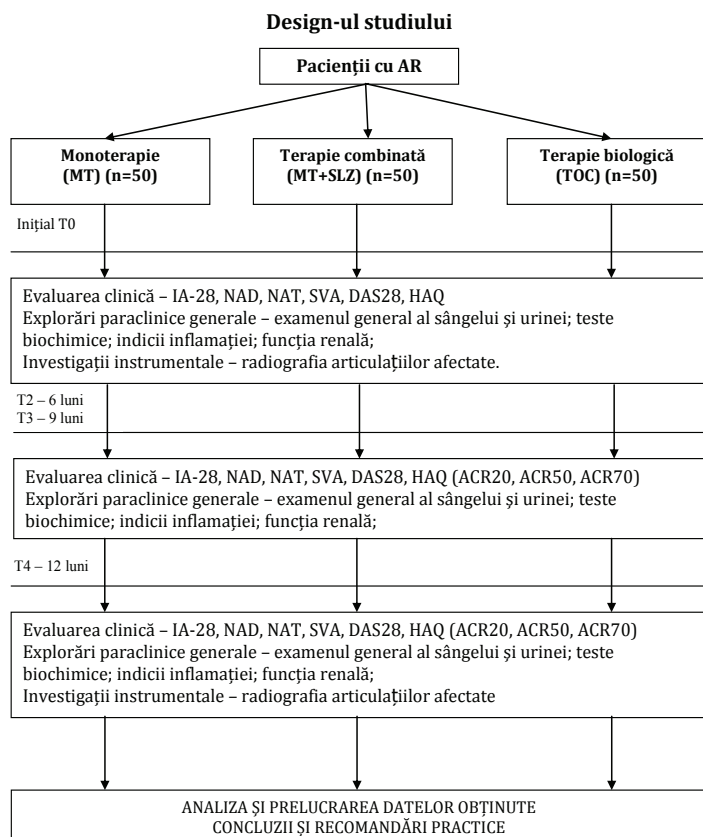 Design-ul studiului
Pacienții cu AR
Monoterapie
(MT) (n=50)
Terapie combinată
(MT+SLZ) (n=50)
Terapie biologică
(TOC) (n=50)
Inițial T0
Evaluarea clinică – IA-28, NAD, NAT, SVA, DAS28, HAQ
Explorări paraclinice generale – examenul general al sângelui și urinei; teste
biochimice; indicii inflamației; funcția renală;
Investigații instrumentale – radiografia articulațiilor afectate.
T2 – 6 luni
T3 – 9 luni
Evaluarea clinică – IA-28, NAD, NAT, SVA, DAS28, HAQ (ACR20, ACR50, ACR70)
Explorări paraclinice generale – examenul general al sângelui și urinei; teste
biochimice; indicii inflamației; funcția renală;
T4 – 12 luni
Evaluarea clinică – IA-28, NAD, NAT, SVA, DAS28, HAQ (ACR20, ACR50, ACR70)
Explorări paraclinice generale – examenul general al sângelui și urinei; teste
biochimice; indicii inflamației; funcția renală;
Investigații instrumentale – radiografia articulațiilor afectate
ANALIZA ȘI PRELUCRAREA DATELOR OBȚINUTE
CONCLUZII ȘI RECOMANDĂRI PRACTICE